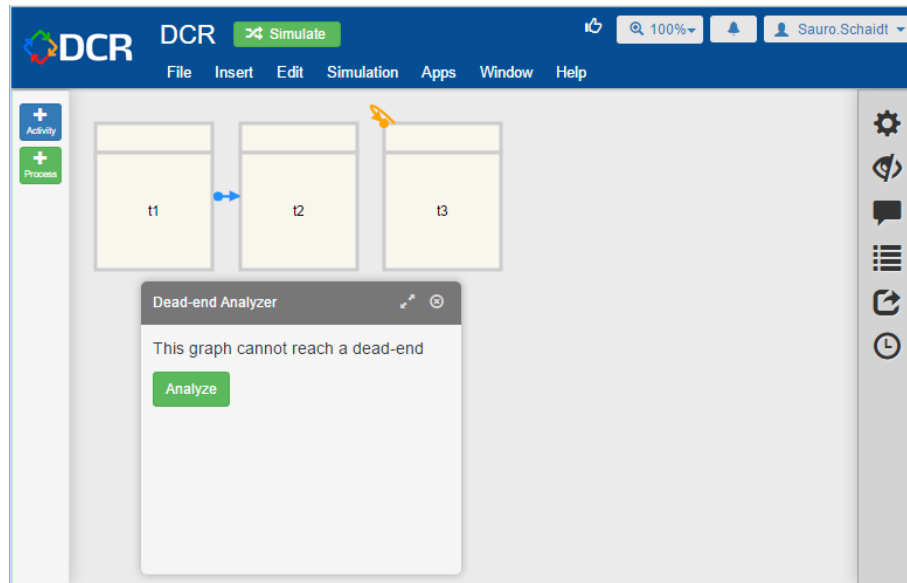 DCR
DCR
Simulate
100%
Sauro.Schaidt
File Insert Edit Simulation Apps Window Help
Activity
Process
t1
t2
t3
Dead-end Analyzer
This graph cannot reach a dead-end
Analyze